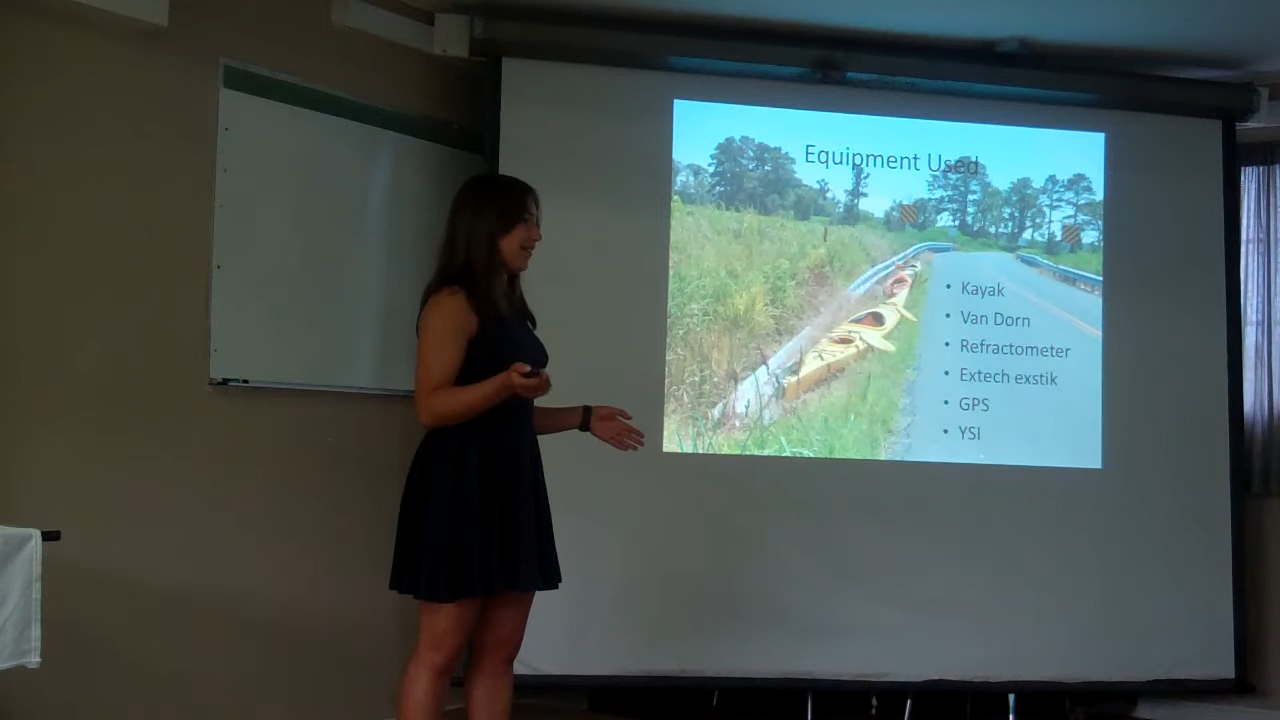 Equipment Used
• Kayak
• Van Dorn
• Refractometer
• Extech exstik
• GPS
• YSI